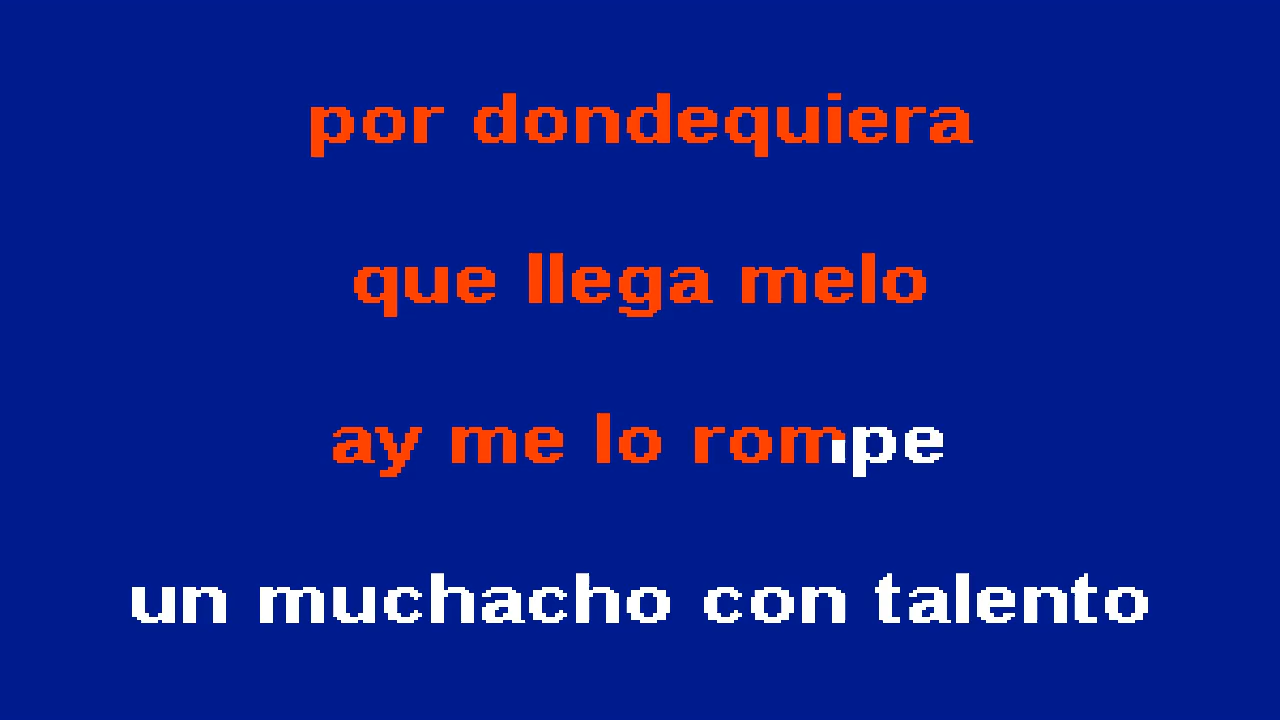 por dondequiera
que llega melo
ay me lo rompe
un muchacho con talento